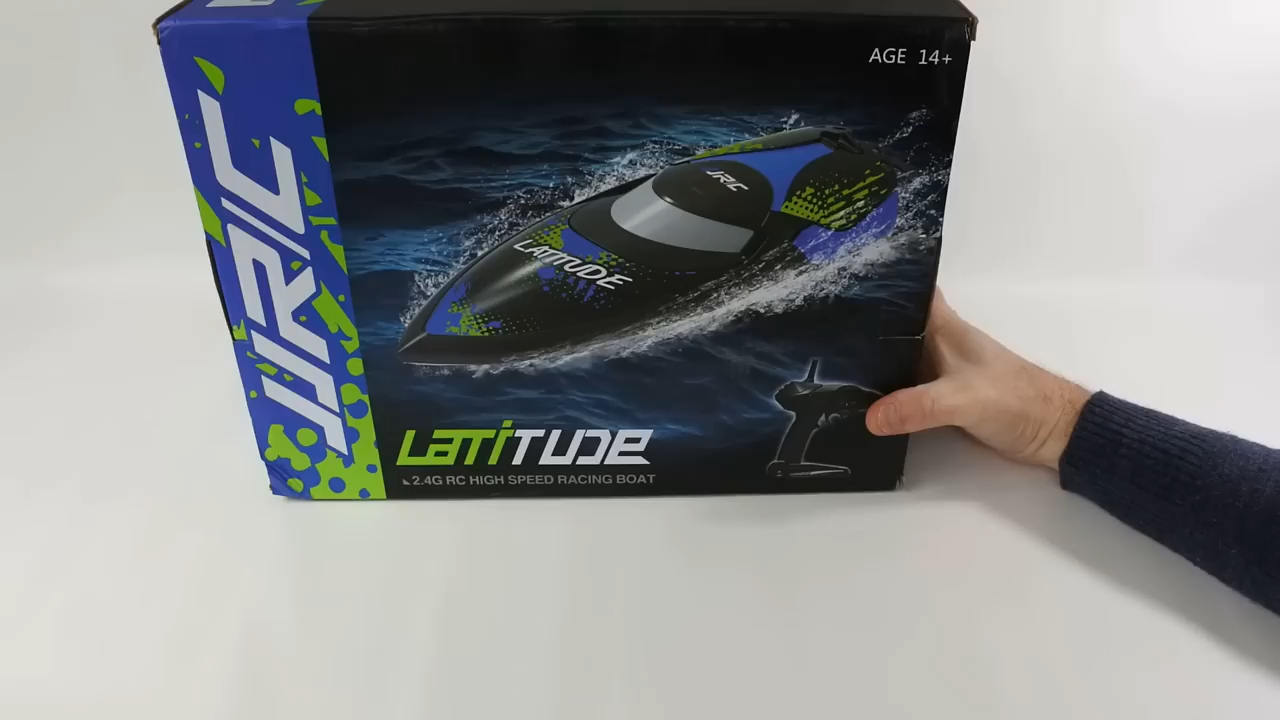 AGE 14+
JJRC
JJRC
LATITUDE
LATITUDE
2.4G RC HIGH SPEED RACING BOAT